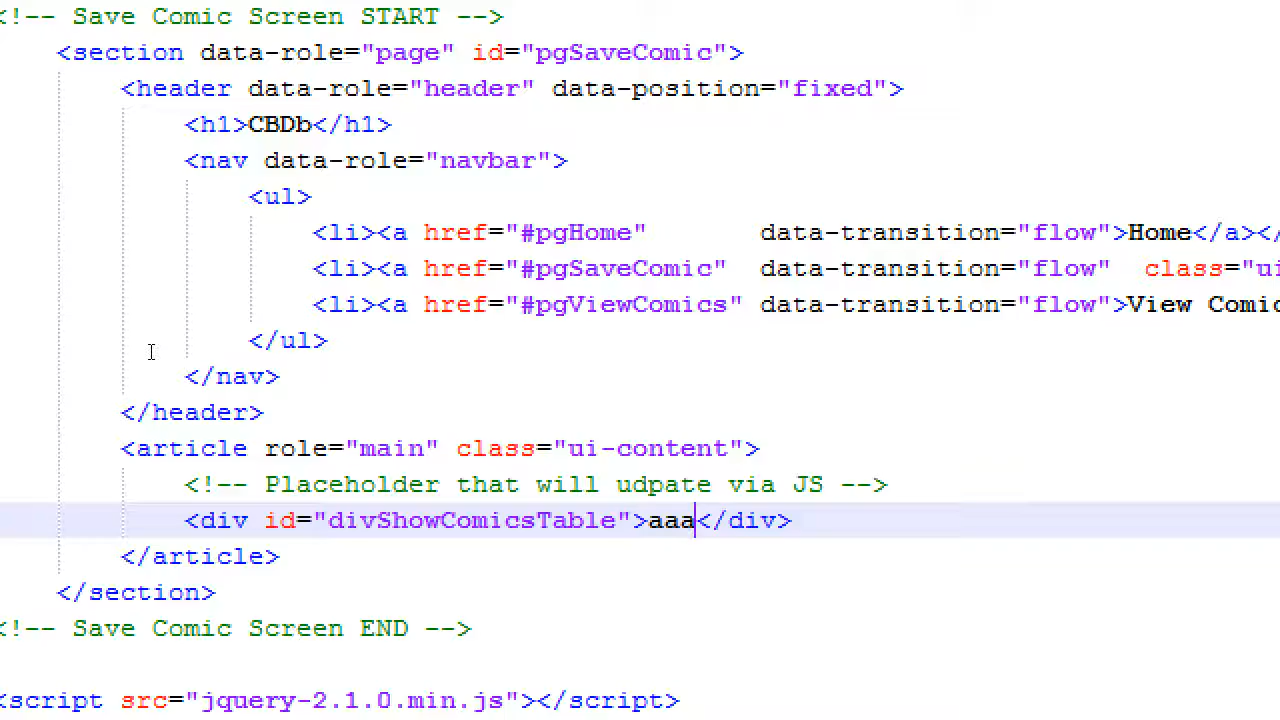 <!-- Save Comic Screen START -->
<section data-role="page" id="pgSaveComic">
<header data-role="header" data-position="fixed">
<h1>CBDb</h1>
<nav data-role="navbar">
<ul>
<li><a href="#pgHome" data-transition="flow">Home</a></
<li><a href="#pgSaveComic" data-transition="flow" class="ui
<li><a href="#pgViewComics" data-transition="flow">View Comic
</ul>
</nav>
</header>
<article role="main" class="ui-content">
<!-- Placeholder that will udpate via JS -->
<div id="divShowComicsTable">aaa</div>
</article>
</section>
<!-- Save Comic Screen END -->
<script src="jquery-2.1.0.min.js"></script>